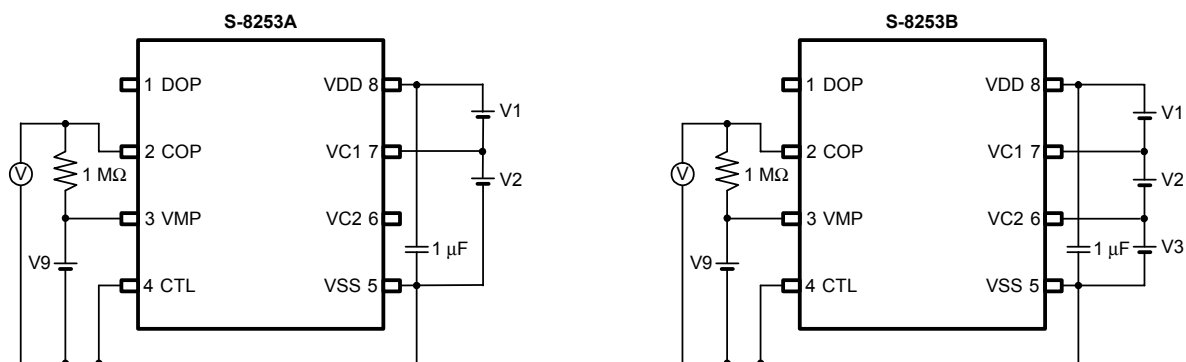 S-8253A
1 DOP
VDD 8
V1
2 COP
VC1 7
V
1 MΩ
V2
3 VMP
VC2 6
V9
1 μF
4 CTL
VSS 5
S-8253B
1 DOP
VDD 8
V1
2 COP
VC1 7
V
1 MΩ
V2
3 VMP
VC2 6
V9
1 μF
V3
4 CTL
VSS 5